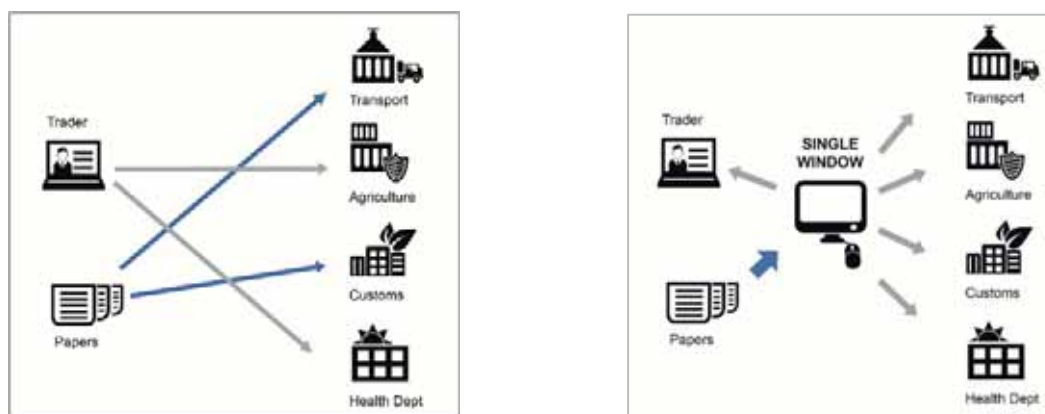 Trader
Papers
Transport
Agriculture
Customs
Health Dept
Trader
Papers
SINGLE
WINDOW
Transport
Agriculture
Customs
Health Dept